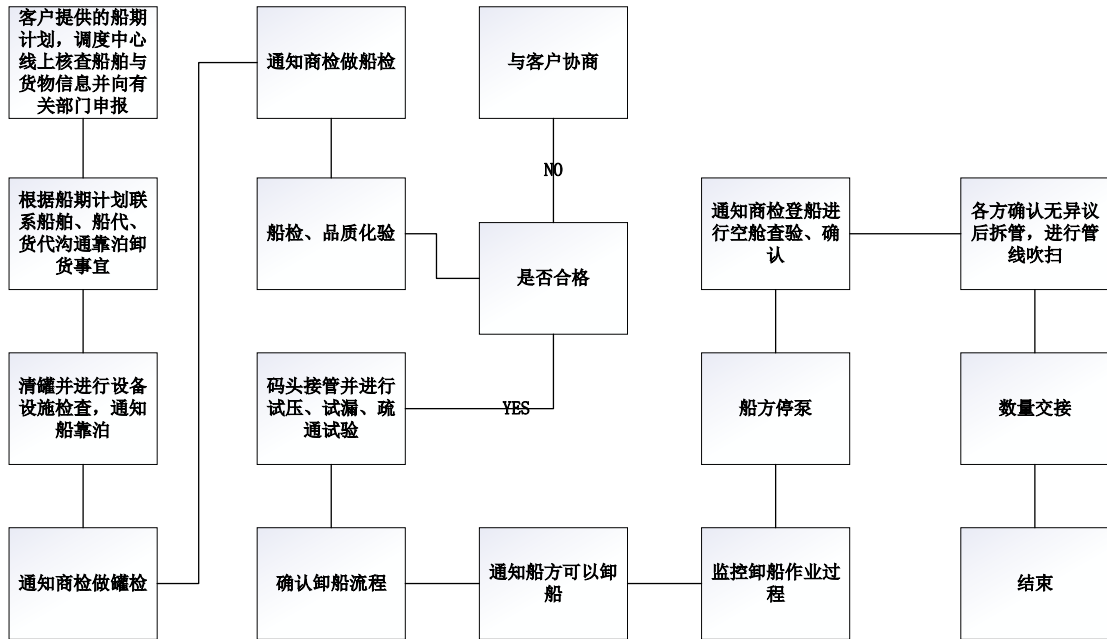 客户提供的船期
计划，调度中心
线上核查船舶与
货物信息并向有
关部门申报
根据船期计划联
系船舶、船代、
货代沟通靠泊卸
货事宜
清罐并进行设备
设施检查，通知
船靠泊
通知商检做罐检
通知商检做船检
船检、品质化验
是否合格
NO
与客户协商
YES
码头接管并进行
试压、试漏、疏
通试验
确认卸船流程
通知船方可以卸
船
监控卸船作业过
程
船方停泵
通知商检登船进
行空舱查验、确
认
各方确认无异议
后拆管，进行管
线吹扫
数量交接
结束